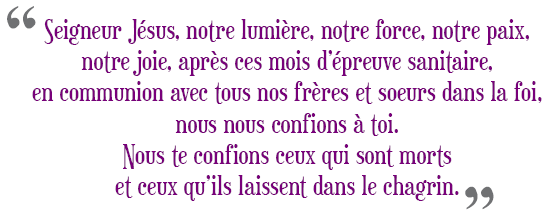 “ Seigneur Jésus, notre lumière, notre force, notre paix,
notre joie, après ces mois d'épreuve sanitaire,
en communion avec tous nos frères et soeurs dans la foi,
nous nous confions à toi.
Nous te confions ceux qui sont morts
et ceux qu'ils laissent dans le chagrin. ”